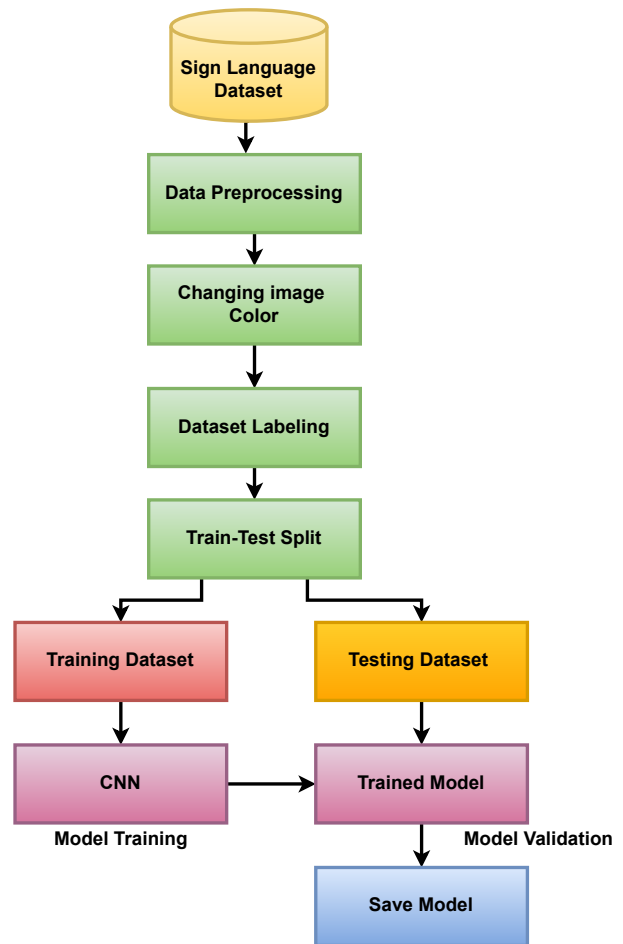 Sign Language
Dataset
Data Preprocessing
Changing image
Color
Dataset Labeling
Train-Test Split
Training Dataset
Testing Dataset
CNN
Trained Model
Model Training
Model Validation
Save Model